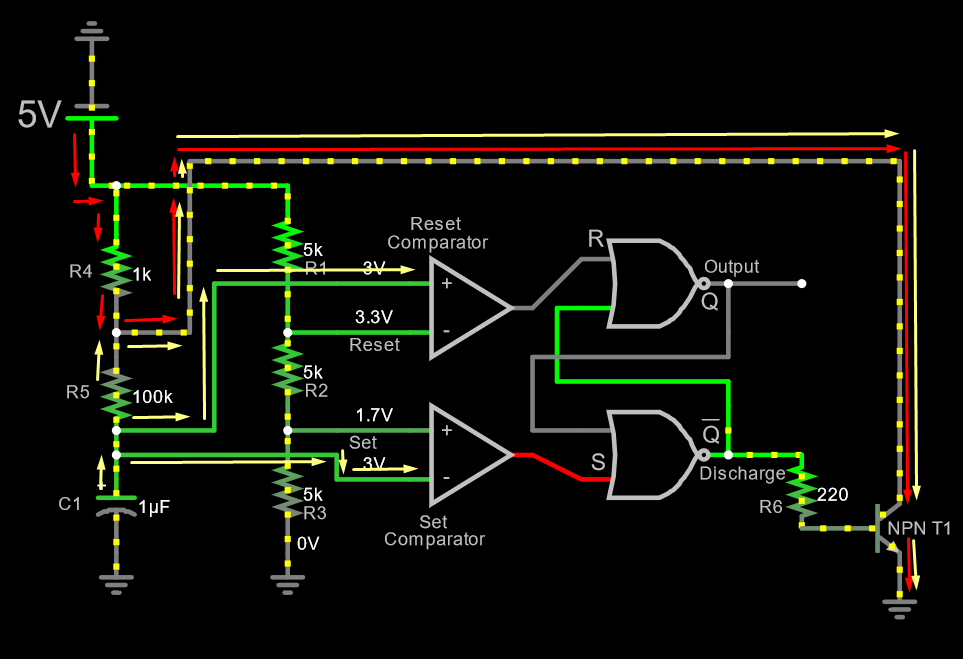 5V
Reset
Comparator
R
Output
Q
R4
1k
5k
R1
3V
+
-
3.3V
Reset
R5
100k
5k
R2
1.7V
Set
3V
+
-
S
Q
Discharge
C1
+
1µF
5k
R3
0V
Set
Comparator
R6
220
NPN T1